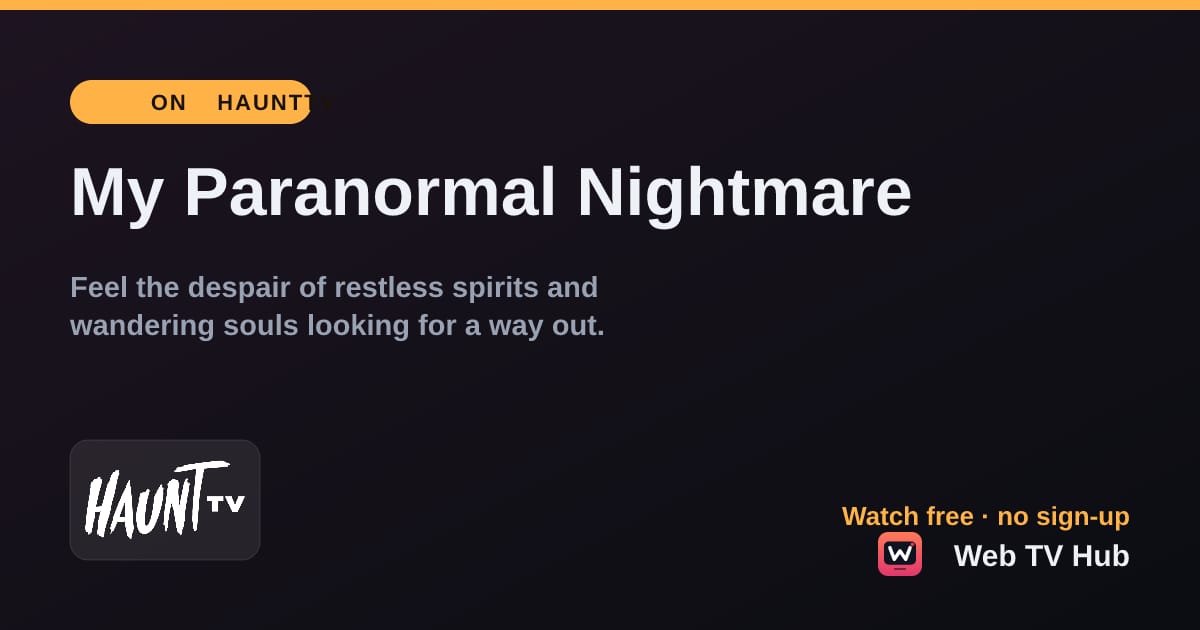 ON HAUNTTV
My Paranormal Nightmare
Feel the despair of restless spirits and
wandering souls looking for a way out.
HAUNT TV
Watch free · no sign-up
W Web TV Hub